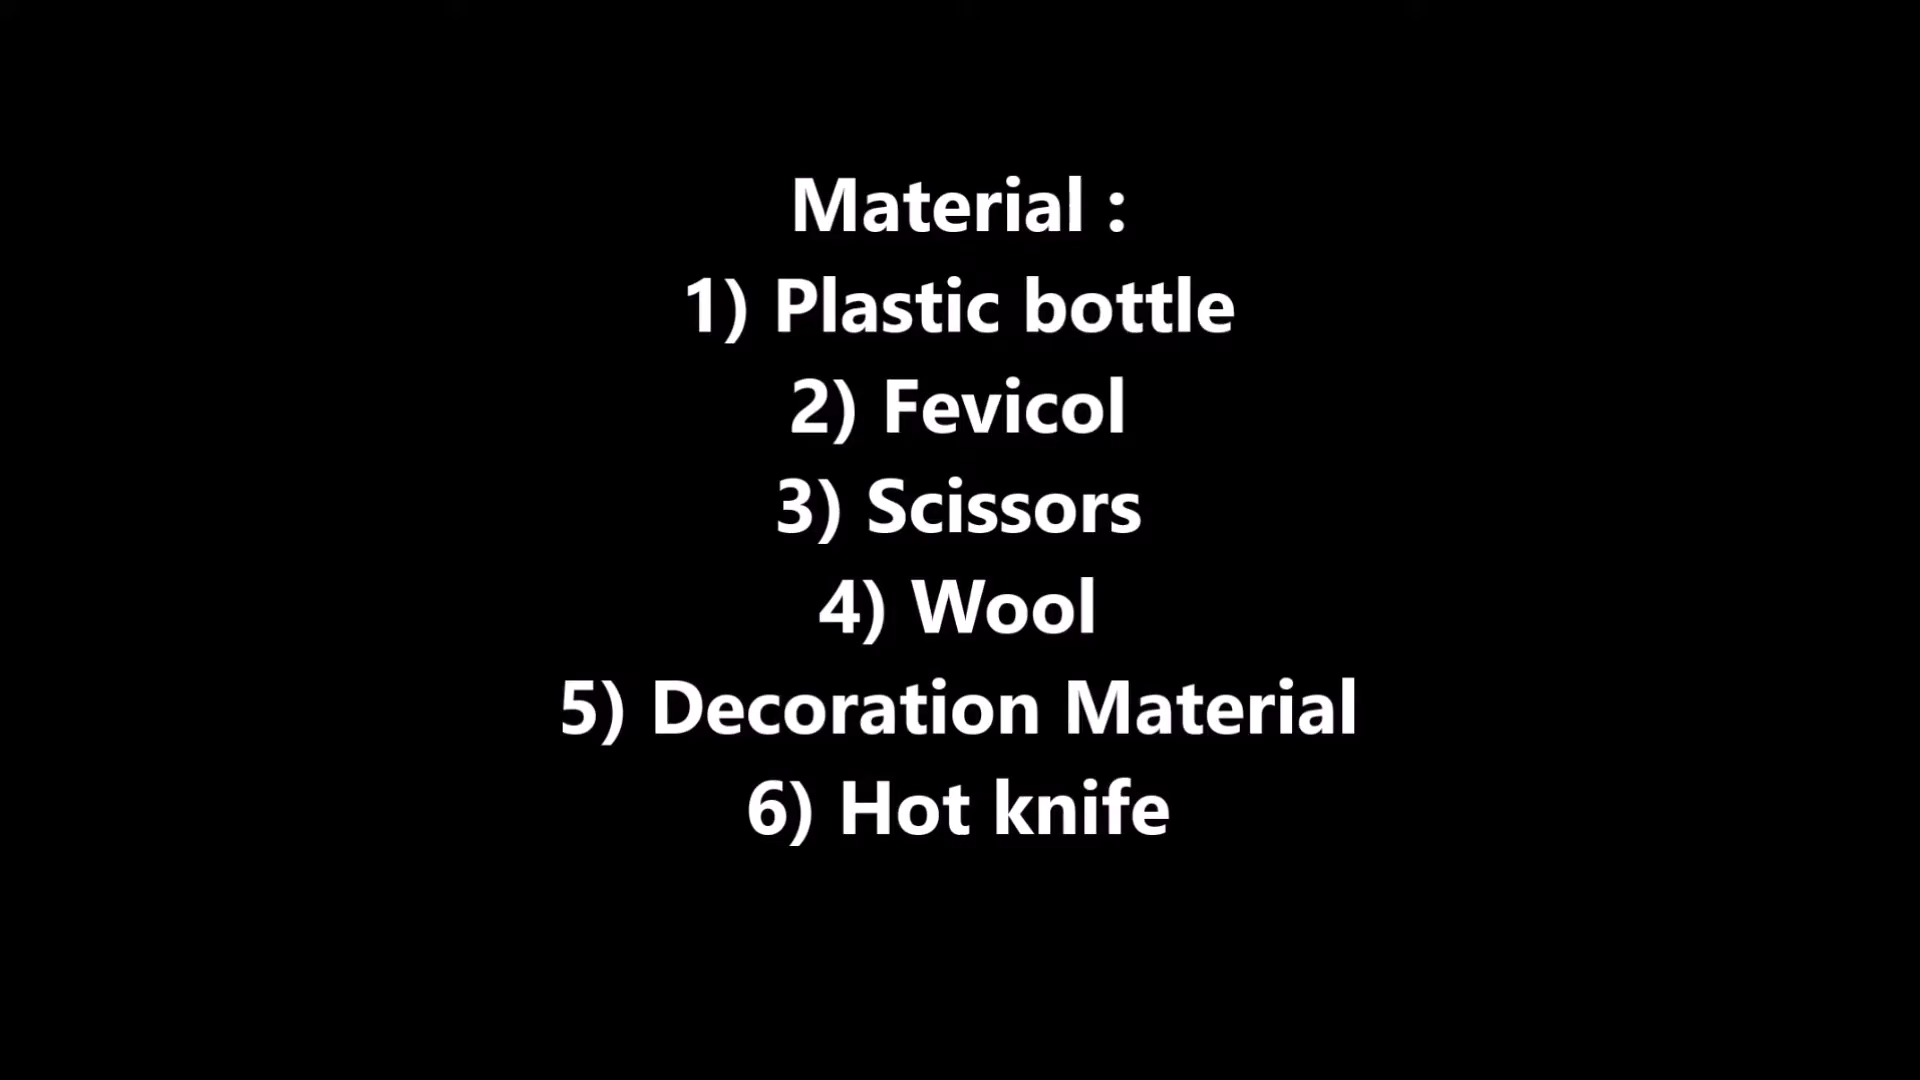 Material :
1) Plastic bottle
2) Fevicol
3) Scissors
4) Wool
5) Decoration Material
6) Hot knife